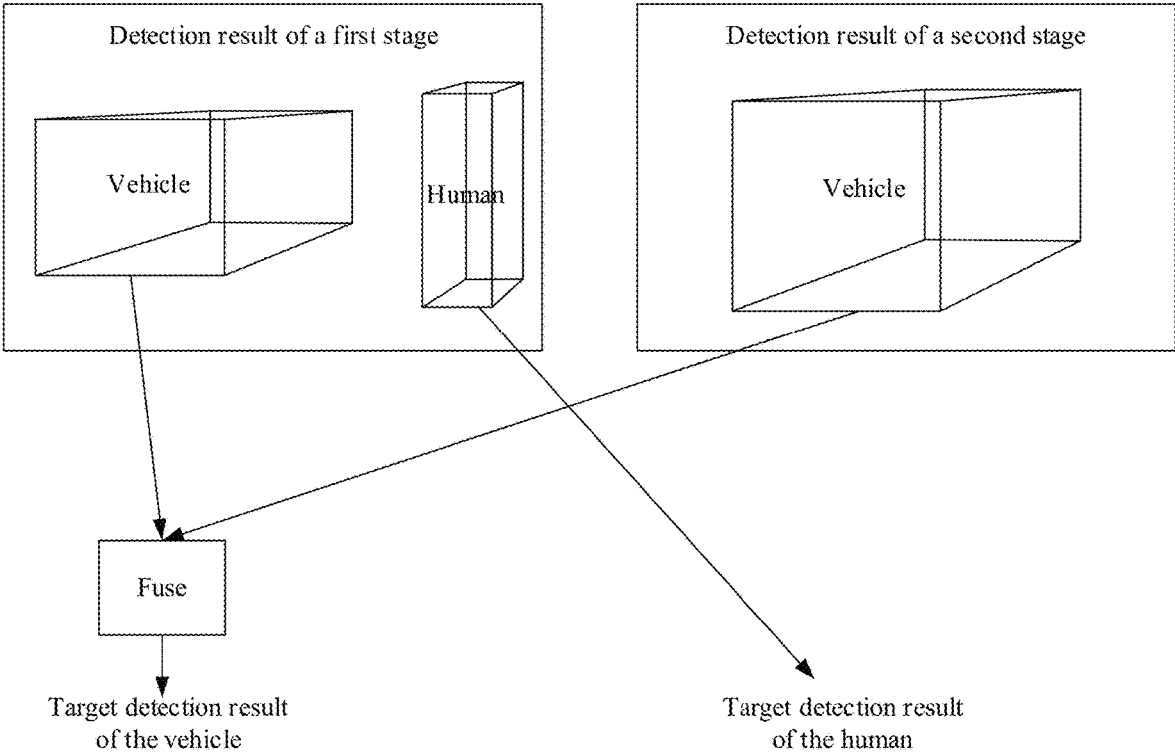 Detection result of a first stage
Detection result of a second stage
Vehicle
Human
Vehicle
Fuse
Target detection result
of the vehicle
Target detection result
of the human